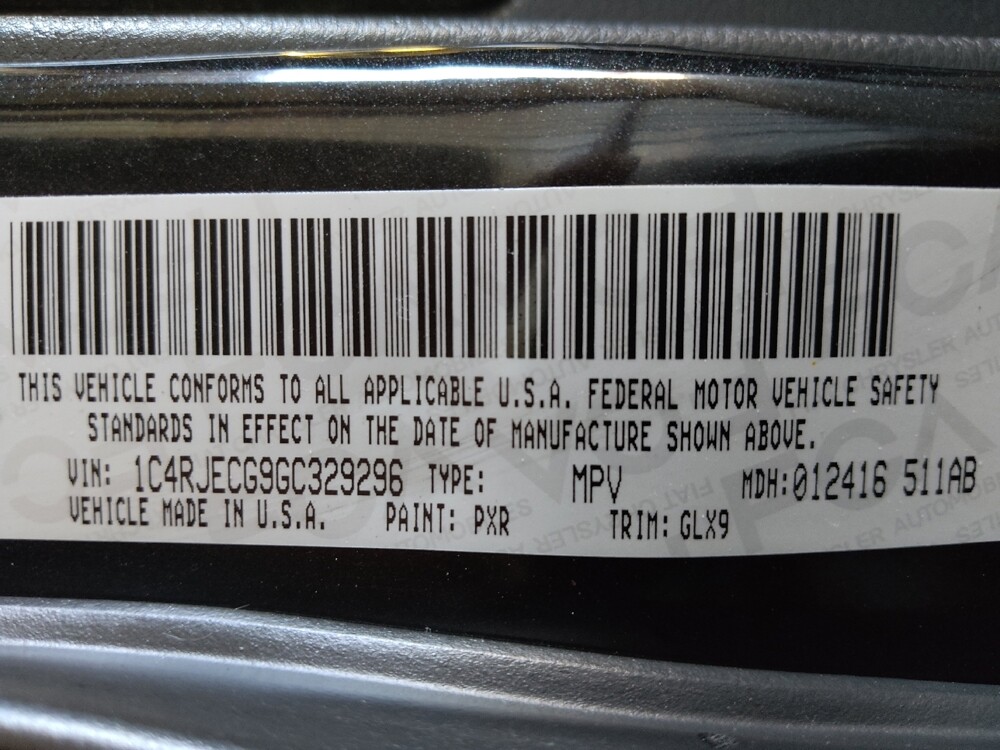 THIS VEHICLE CONFORMS TO ALL APPLICABLE U.S.A. FEDERAL MOTOR VEHICLE SAFETY
STANDARDS IN EFFECT ON THE DATE OF MANUFACTURE SHOWN ABOVE.
VIN: 1C4RJECG9GC329296 TYPE: MPV MDH:012416 511AB
VEHICLE MADE IN U.S.A. PAINT: PXR TRIM: GLX9